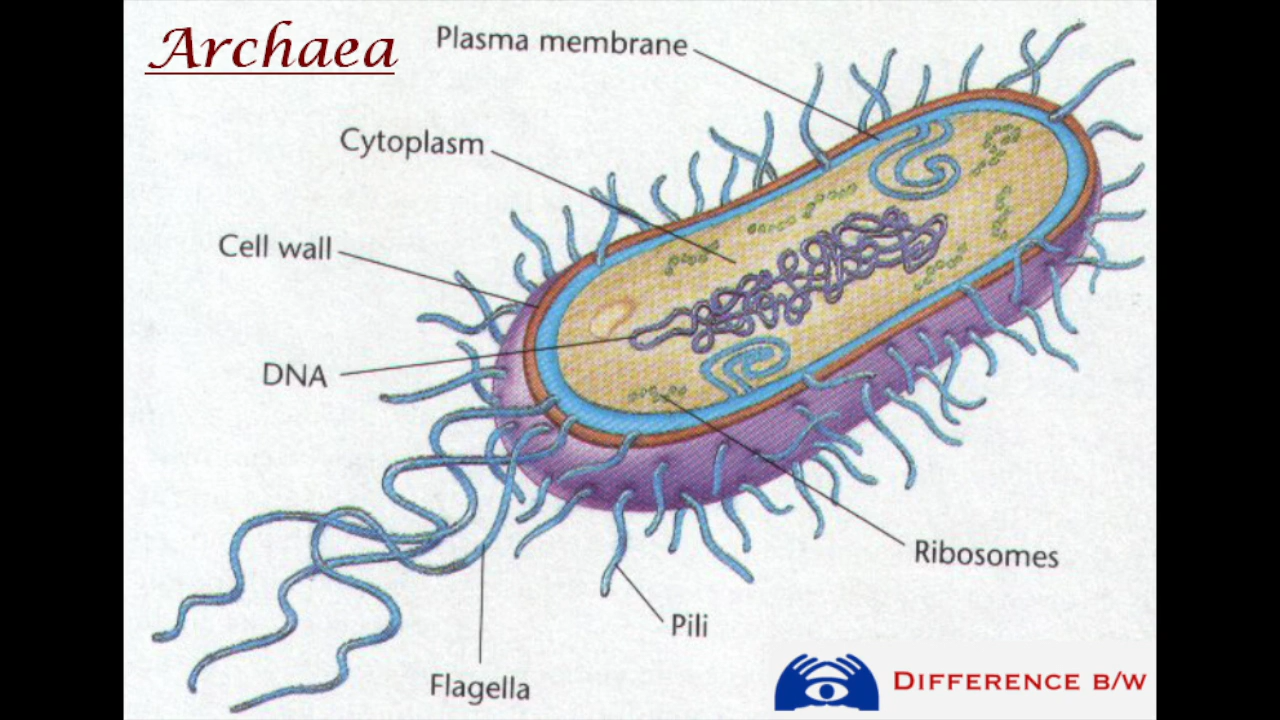 Archaea
Plasma membrane
Cytoplasm
Cell wall
DNA
Ribosomes
Pili
Flagella
DIFFERENCE B/W